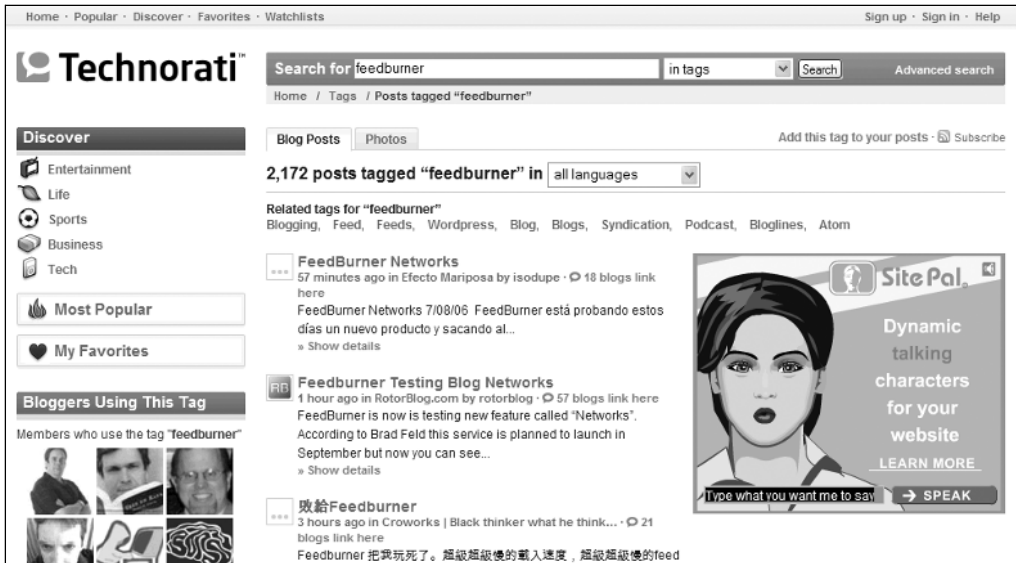 Home · Popular · Discover · Favorites · Watchlists
Sign up · Sign in · Help
Technorati™
Search for feedburner in tags Search Advanced search
Home / Tags / Posts tagged “feedburner”
Discover
Entertainment
Life
Sports
Business
Tech
Most Popular
My Favorites
Bloggers Using This Tag
Members who use the tag "feedburner"
Blog Posts Photos
Add this tag to your posts · Subscribe
2,172 posts tagged “feedburner” in all languages
Related tags for “feedburner”
Blogging, Feed, Feeds, Wordpress, Blog, Blogs, Syndication, Podcast, Bloglines, Atom
FeedBurner Networks
57 minutes ago in Efecto Mariposa by isodupe · 18 blogs link
here
FeedBurner Networks 7/08/06 FeedBurner está probando estos
días un nuevo producto y sacando al...
» Show details
RB
Feedburner Testing Blog Networks
1 hour ago in RotorBlog.com by rotorblog · 57 blogs link here
FeedBurner is now is testing new feature called “Networks”.
According to Brad Feld this service is planned to launch in
September but now you can see...
» Show details
敗給Feedburner
3 hours ago in Croworks | Black thinker what he think... · 21
blogs link here
Feedburner 把我玩死了。超級超級慢的載入速度，超級超級慢的feed
SitePal®
Dynamic
talking
characters
for your
website
LEARN MORE
Type what you want me to say
→ SPEAK